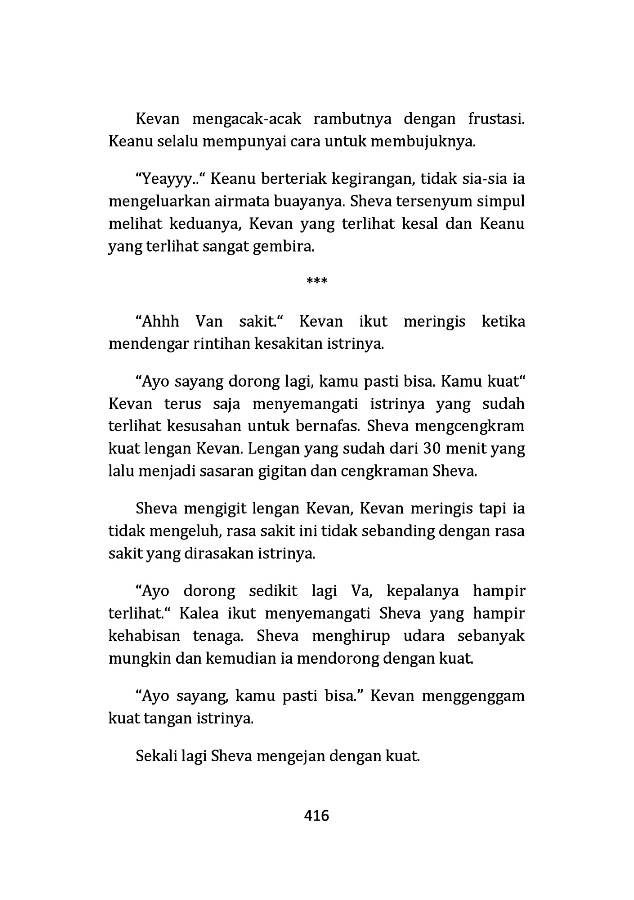 Kevan mengacak-acak rambutnya dengan frustasi.
Keanu selalu mempunyai cara untuk membujuknya.
“Yeayyy..“ Keanu berteriak kegirangan, tidak sia-sia ia
mengeluarkan airmata buayanya. Sheva tersenyum simpul
melihat keduanya, Kevan yang terlihat kesal dan Keanu
yang terlihat sangat gembira.
***
“Ahhh Van sakit.“ Kevan ikut meringis ketika
mendengar rintihan kesakitan istrinya.
“Ayo sayang dorong lagi, kamu pasti bisa. Kamu kuat“
Kevan terus saja menyemangati istrinya yang sudah
terlihat kesusahan untuk bernafas. Sheva mengcengkram
kuat lengan Kevan. Lengan yang sudah dari 30 menit yang
lalu menjadi sasaran gigitan dan cengkraman Sheva.
Sheva mengigit lengan Kevan, Kevan meringis tapi ia
tidak mengeluh, rasa sakit ini tidak sebanding dengan rasa
sakit yang dirasakan istrinya.
“Ayo dorong sedikit lagi Va, kepalanya hampir
terlihat.“ Kalea ikut menyemangati Sheva yang hampir
kehabisan tenaga. Sheva menghirup udara sebanyak
mungkin dan kemudian ia mendorong dengan kuat.
“Ayo sayang, kamu pasti bisa.” Kevan menggenggam
kuat tangan istrinya.
Sekali lagi Sheva mengejan dengan kuat.
416